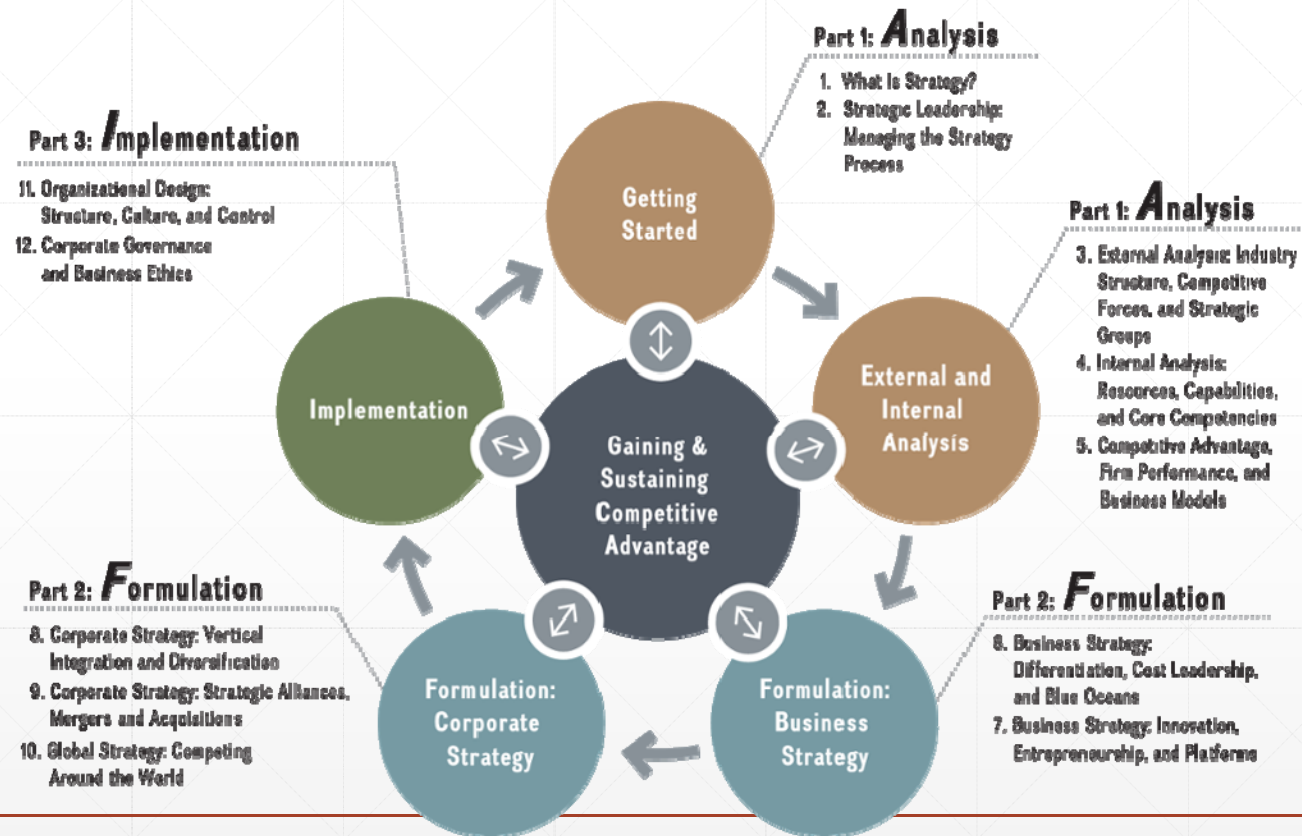 Part 1: Analysis
1. What Is Strategy?
2. Strategic Leadership:
Managing the Strategy
Process
Part 3: Implementation
11. Organizational Design:
Structure, Culture, and Control
12. Corporate Governance
and Business Ethics
Getting
Started
Part 1: Analysis
3. External Analysis: Industry
Structure, Competitive
Forces, and Strategic
Groups
4. Internal Analysis:
Resources, Capabilities,
and Core Competencies
5. Competitive Advantage,
Firm Performance, and
Business Models
External and
Internal
Analysis
Implementation
Gaining &
Sustaining
Competitive
Advantage
Part 2: Formulation
8. Corporate Strategy: Vertical
Integration and Diversification
9. Corporate Strategy: Strategic Alliances,
Mergers and Acquisitions
10. Global Strategy: Competing
Around the World
Formulation:
Corporate
Strategy
Formulation:
Business
Strategy
Part 2: Formulation
6. Business Strategy:
Differentiation, Cost Leadership,
and Blue Oceans
7. Business Strategy: Innovation,
Entrepreneurship, and Platforms